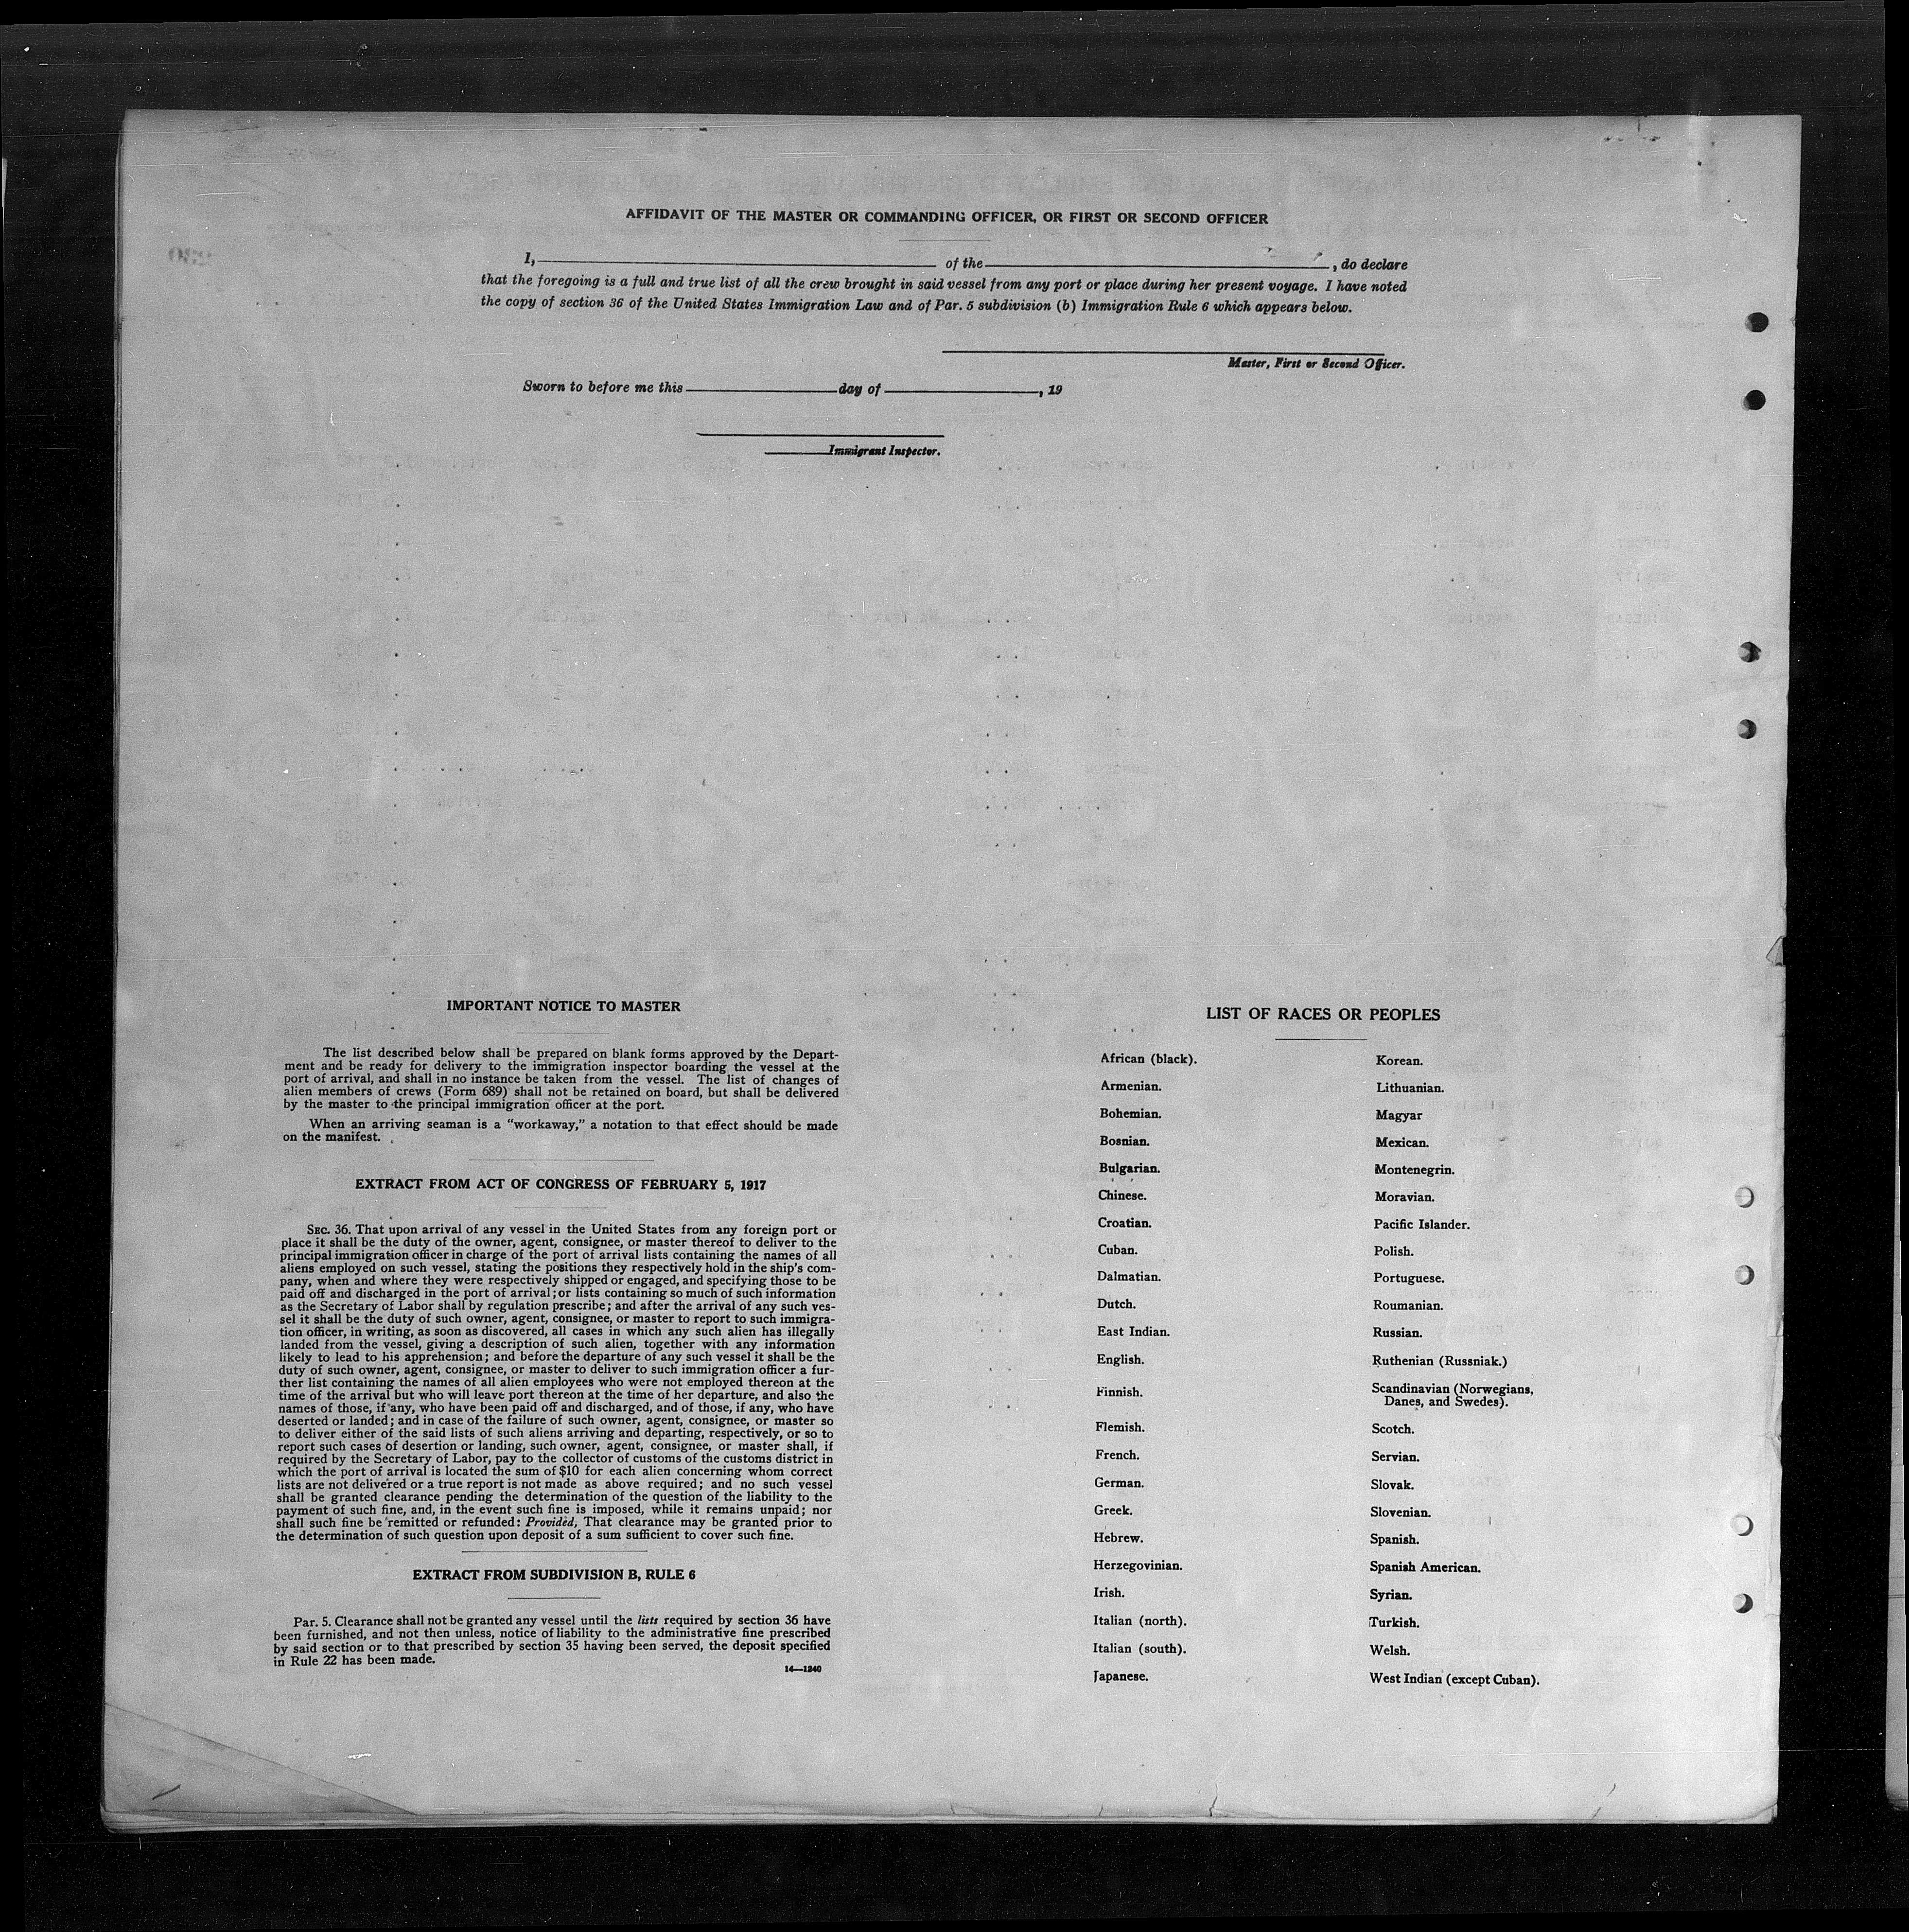 AFFIDAVIT OF THE MASTER OR COMMANDING OFFICER, OR FIRST OR SECOND OFFICER
I, of the , do declare
that the foregoing is a full and true list of all the crew brought in said vessel from any port or place during her present voyage. I have noted
the copy of section 36 of the United States Immigration Law and of Par. 5 subdivision (b) Immigration Rule 6 which appears below.
Master, First or Second Officer.
Sworn to before me this day of , 19
Immigrant Inspector.
IMPORTANT NOTICE TO MASTER
The list described below shall be prepared on blank forms approved by the Depart-
ment and be ready for delivery to the immigration inspector boarding the vessel at the
port of arrival, and shall in no instance be taken from the vessel. The list of changes of
alien members of crews (Form 689) shall not be retained on board, but shall be delivered
by the master to the principal immigration officer at the port.
When an arriving seaman is a “workaway,” a notation to that effect should be made
on the manifest.
EXTRACT FROM ACT OF CONGRESS OF FEBRUARY 5, 1917
SEC. 36. That upon arrival of any vessel in the United States from any foreign port or
place it shall be the duty of the owner, agent, consignee, or master thereof to deliver to the
principal immigration officer in charge of the port of arrival lists containing the names of all
aliens employed on such vessel, stating the positions they respectively hold in the ship's com-
pany, when and where they were respectively shipped or engaged, and specifying those to be
paid off and discharged in the port of arrival; or lists containing so much of such information
as the Secretary of Labor shall by regulation prescribe; and after the arrival of any such ves-
sel it shall be the duty of such owner, agent, consignee, or master to report to such immigra-
tion officer, in writing, as soon as discovered, all cases in which any such alien has illegally
landed from the vessel, giving a description of such alien, together with any information
likely to lead to his apprehension; and before the departure of any such vessel it shall be the
duty of such owner, agent, consignee, or master to deliver to such immigration officer a fur-
ther list containing the names of all alien employees who were not employed thereon at the
time of the arrival but who will leave port thereon at the time of her departure, and also the
names of those, if any, who have been paid off and discharged, and of those, if any, who have
deserted or landed; and in case of the failure of such owner, agent, consignee, or master so
to deliver either of the said lists of such aliens arriving and departing, respectively, or so to
report such cases of desertion or landing, such owner, agent, consignee, or master shall, if
required by the Secretary of Labor, pay to the collector of customs of the customs district in
which the port of arrival is located the sum of $10 for each alien concerning whom correct
lists are not delivered or a true report is not made as above required; and no such vessel
shall be granted clearance pending the determination of the question of the liability to the
payment of such fine, and, in the event such fine is imposed, while it remains unpaid; nor
shall such fine be remitted or refunded: Provided, That clearance may be granted prior to
the determination of such question upon deposit of a sum sufficient to cover such fine.
EXTRACT FROM SUBDIVISION B, RULE 6
Par. 5. Clearance shall not be granted any vessel until the lists required by section 36 have
been furnished, and not then unless, notice of liability to the administrative fine prescribed
by said section or to that prescribed by section 35 having been served, the deposit specified
in Rule 22 has been made.
14—1240
LIST OF RACES OR PEOPLES
African (black).
Armenian.
Bohemian.
Bosnian.
Bulgarian.
Chinese.
Croatian.
Cuban.
Dalmatian.
Dutch.
East Indian.
English.
Finnish.
Flemish.
French.
German.
Greek.
Hebrew.
Herzegovinian.
Irish.
Italian (north).
Italian (south).
Japanese.
Korean.
Lithuanian.
Magyar
Mexican.
Montenegrin.
Moravian.
Pacific Islander.
Polish.
Portuguese.
Roumanian.
Russian.
Ruthenian (Russniak.)
Scandinavian (Norwegians,
Danes, and Swedes).
Scotch.
Servian.
Slovak.
Slovenian.
Spanish.
Spanish American.
Syrian.
Turkish.
Welsh.
West Indian (except Cuban).